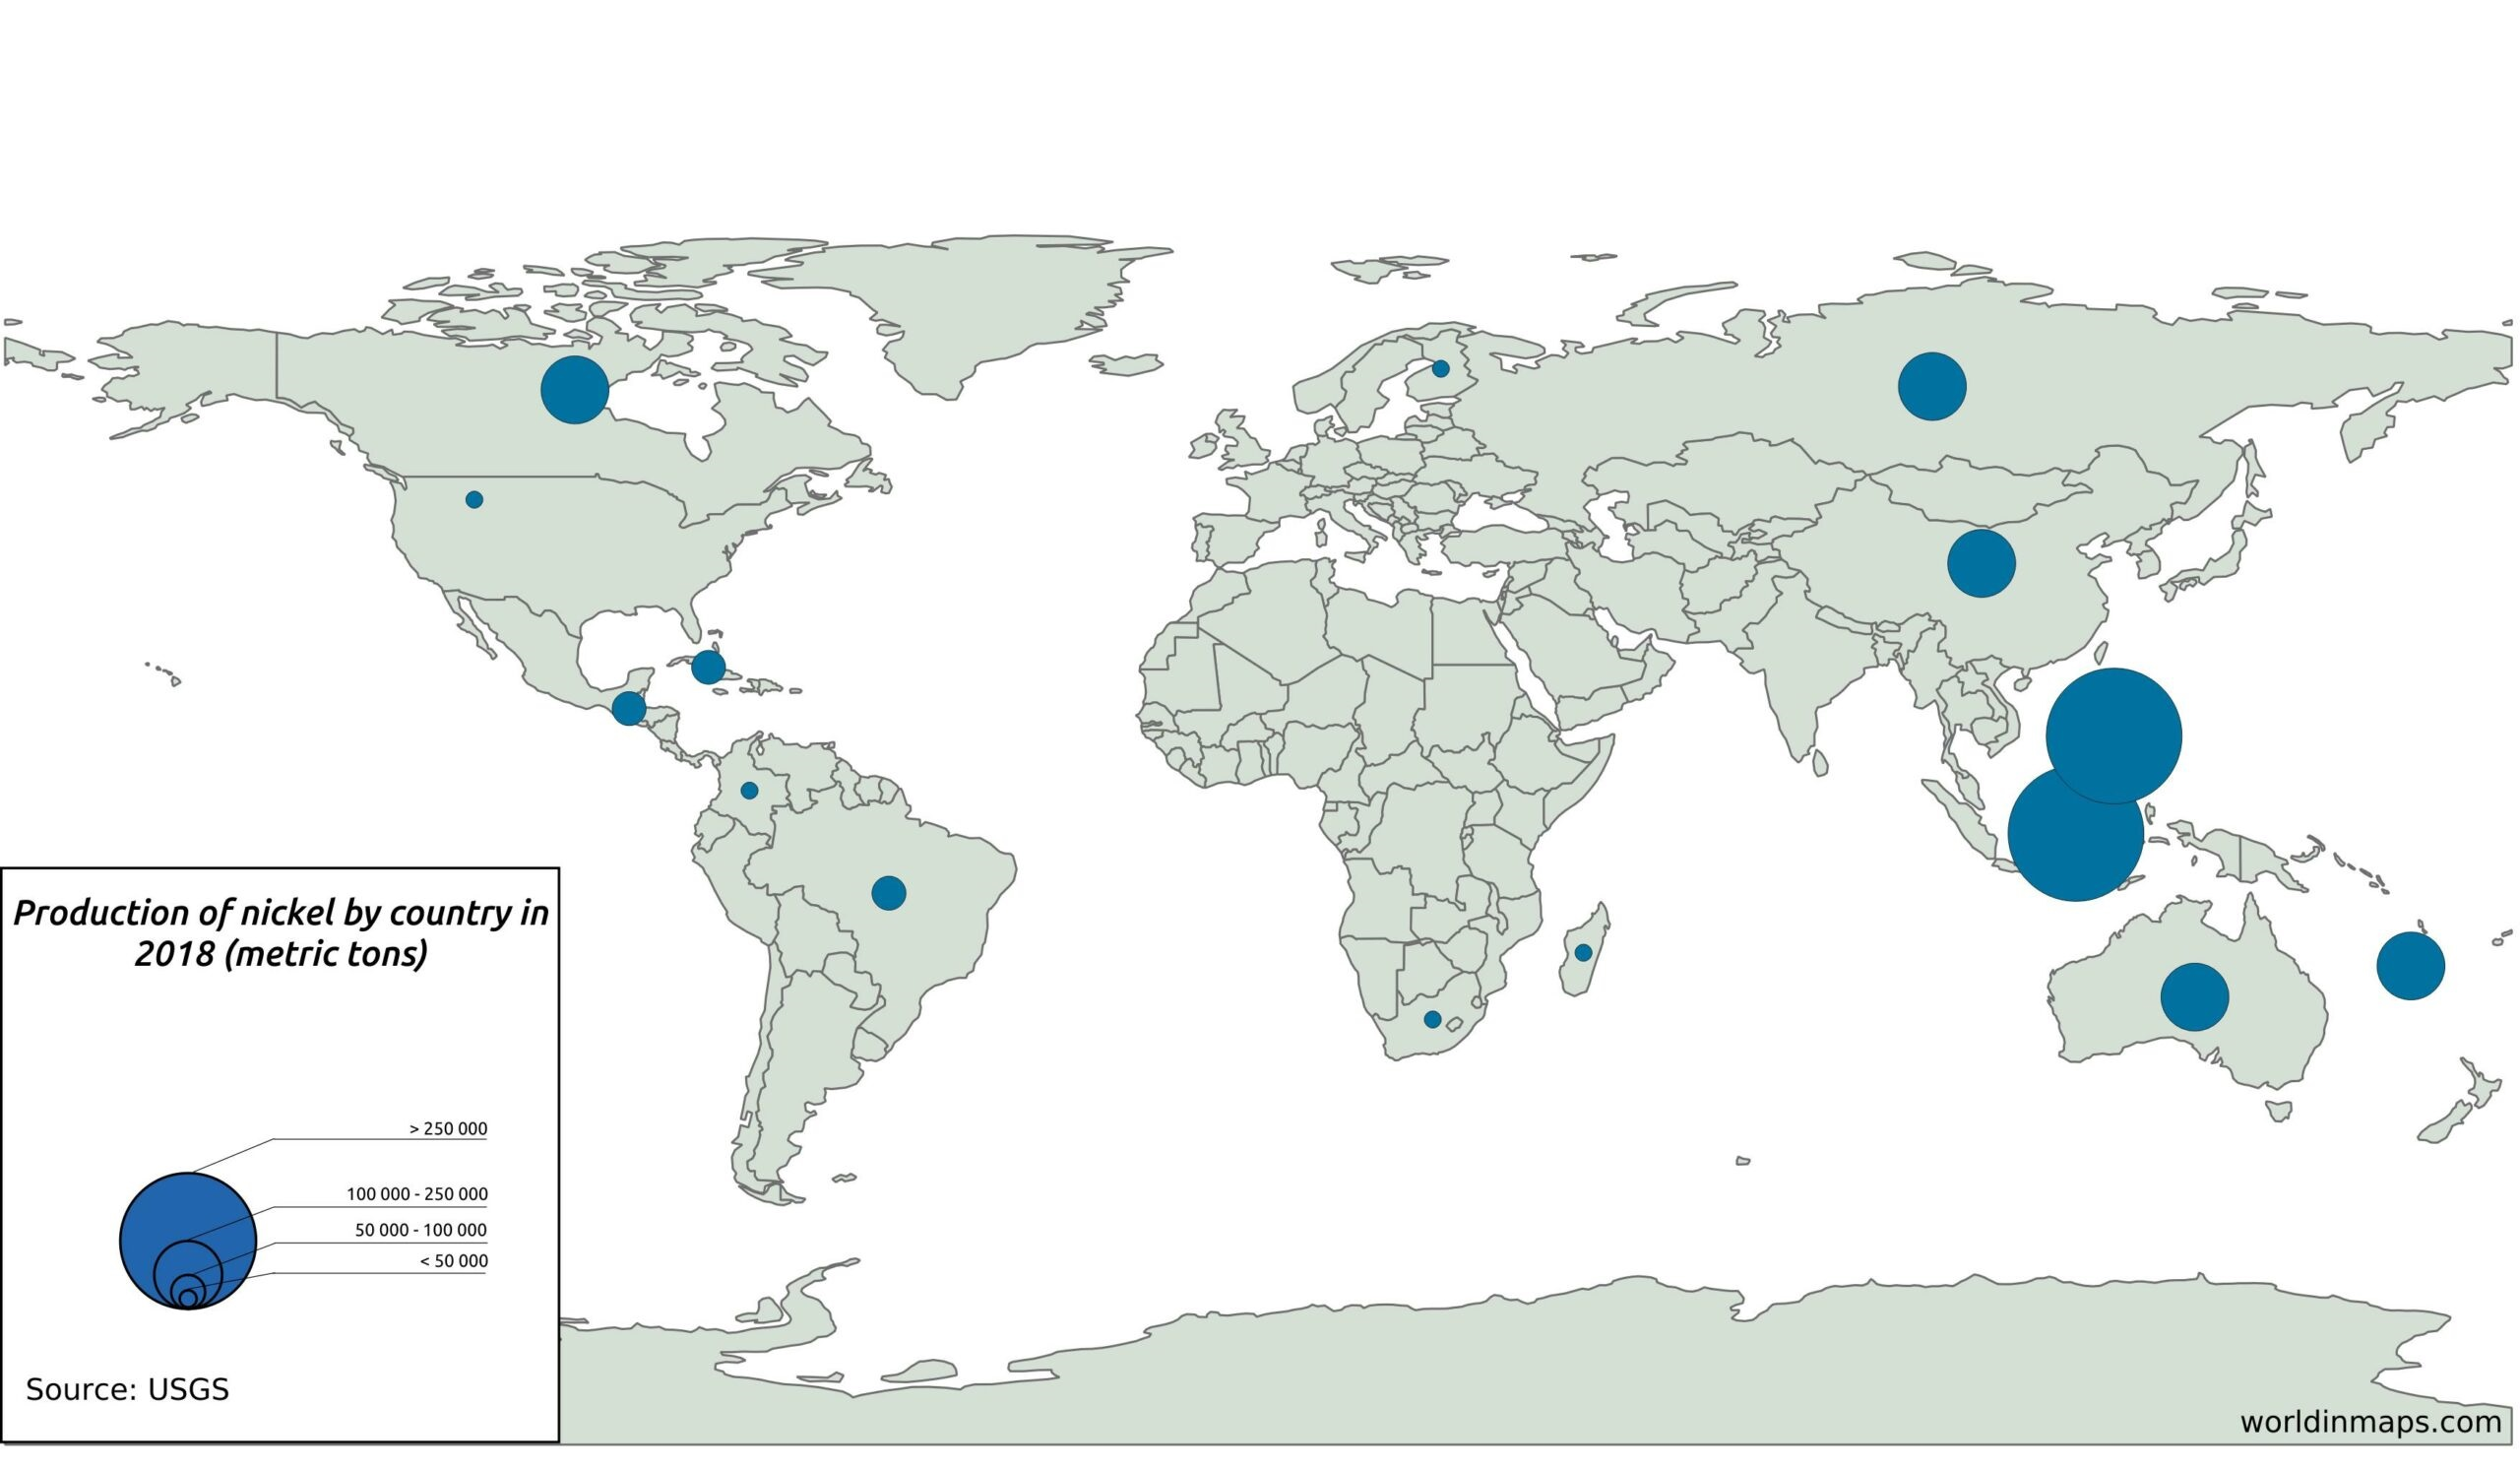 Production of nickel by country in
2018 (metric tons)
> 250 000
100 000 - 250 000
50 000 - 100 000
< 50 000
Source: USGS
worldinmaps.com